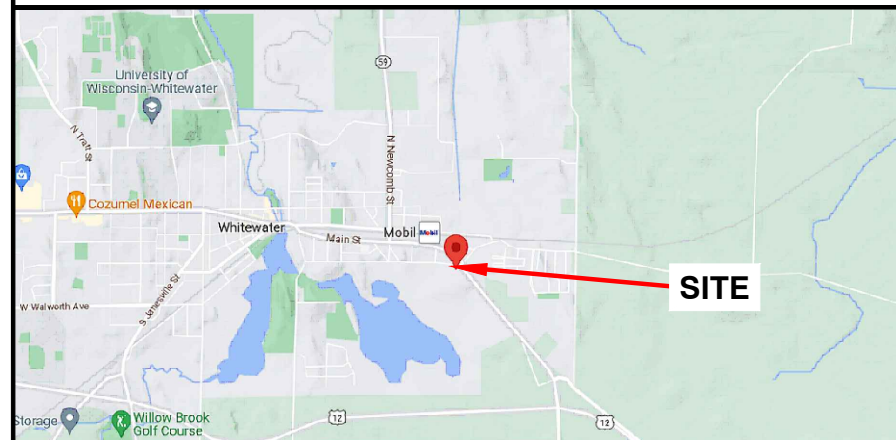 59
University of
Wisconsin-Whitewater
N Tratt St
N Newcomb St
Cozumel Mexican
Whitewater
Main St
Mobil
Mobil
SITE
W Walworth Ave
S Janesville St
12
12
Storage
Willow Brook
Golf Course